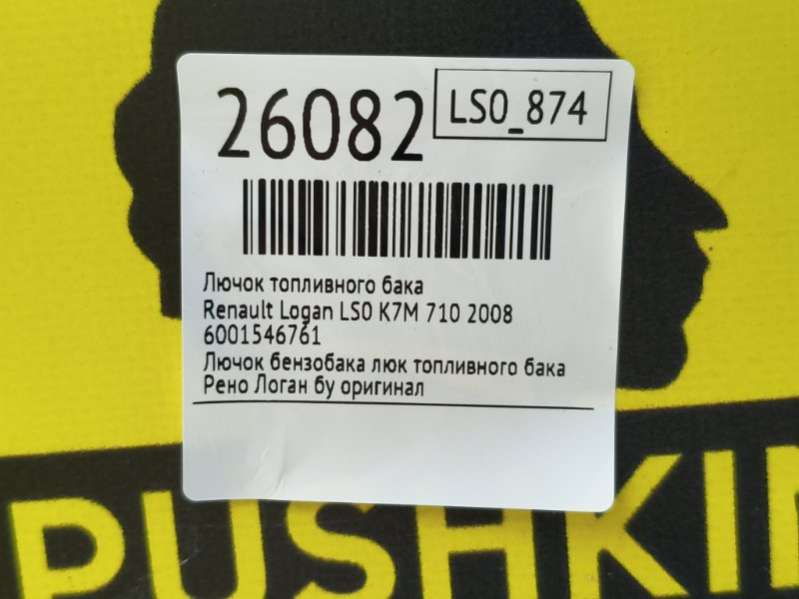 26082
LS0_874
Лючок топливного бака
Renault Logan LS0 K7M 710 2008
6001546761
Лючок бензобака люк топливного бака
Рено Логан бу оригинал
PUSHKIN